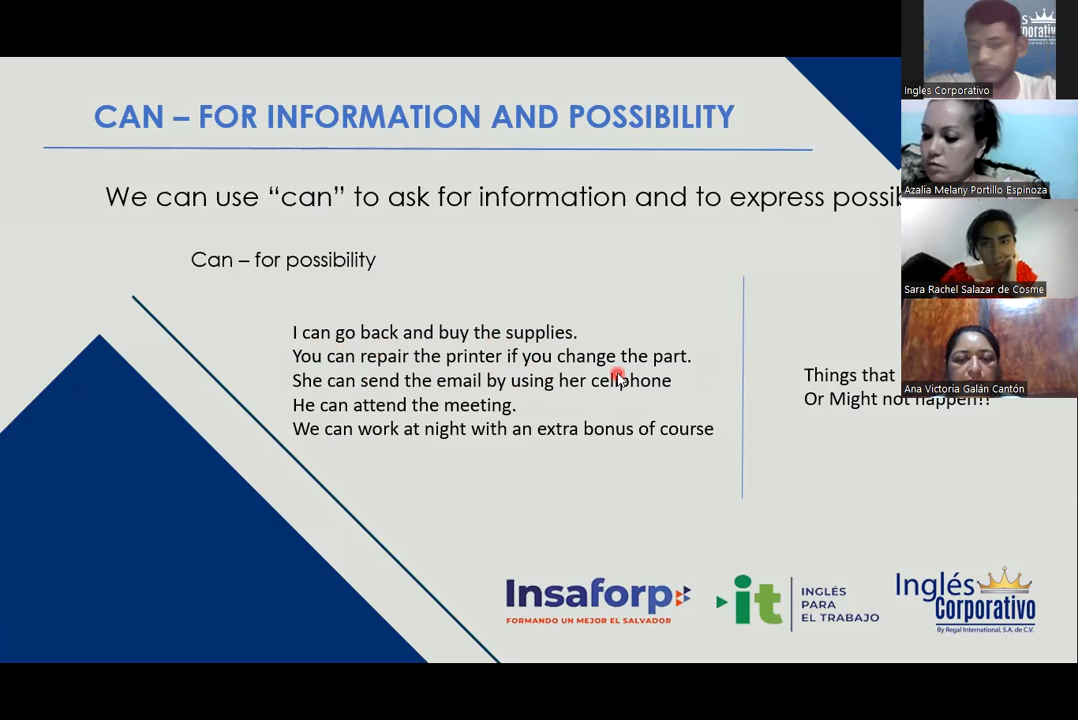 CAN – FOR INFORMATION AND POSSIBILITY
We can use “can” to ask for information and to express
Can – for possibility
I can go back and buy the supplies.
You can repair the printer if you change the part.
She can send the email by using her cellphone
He can attend the meeting.
We can work at night with an extra bonus of course
Things that
Or Might not happen!!
Insaforp
FORMANDO UN MEJOR EL SALVADOR
it
INGLÉS
PARA
EL TRABAJO
Inglés
Corporativo
By Regal International, S.A. de C.V.
Ingles Corporativo
Azalia Melany Portillo Espinoza
Sara Rachel Salazar de Cosme
Ana Victoria Galán Cantón